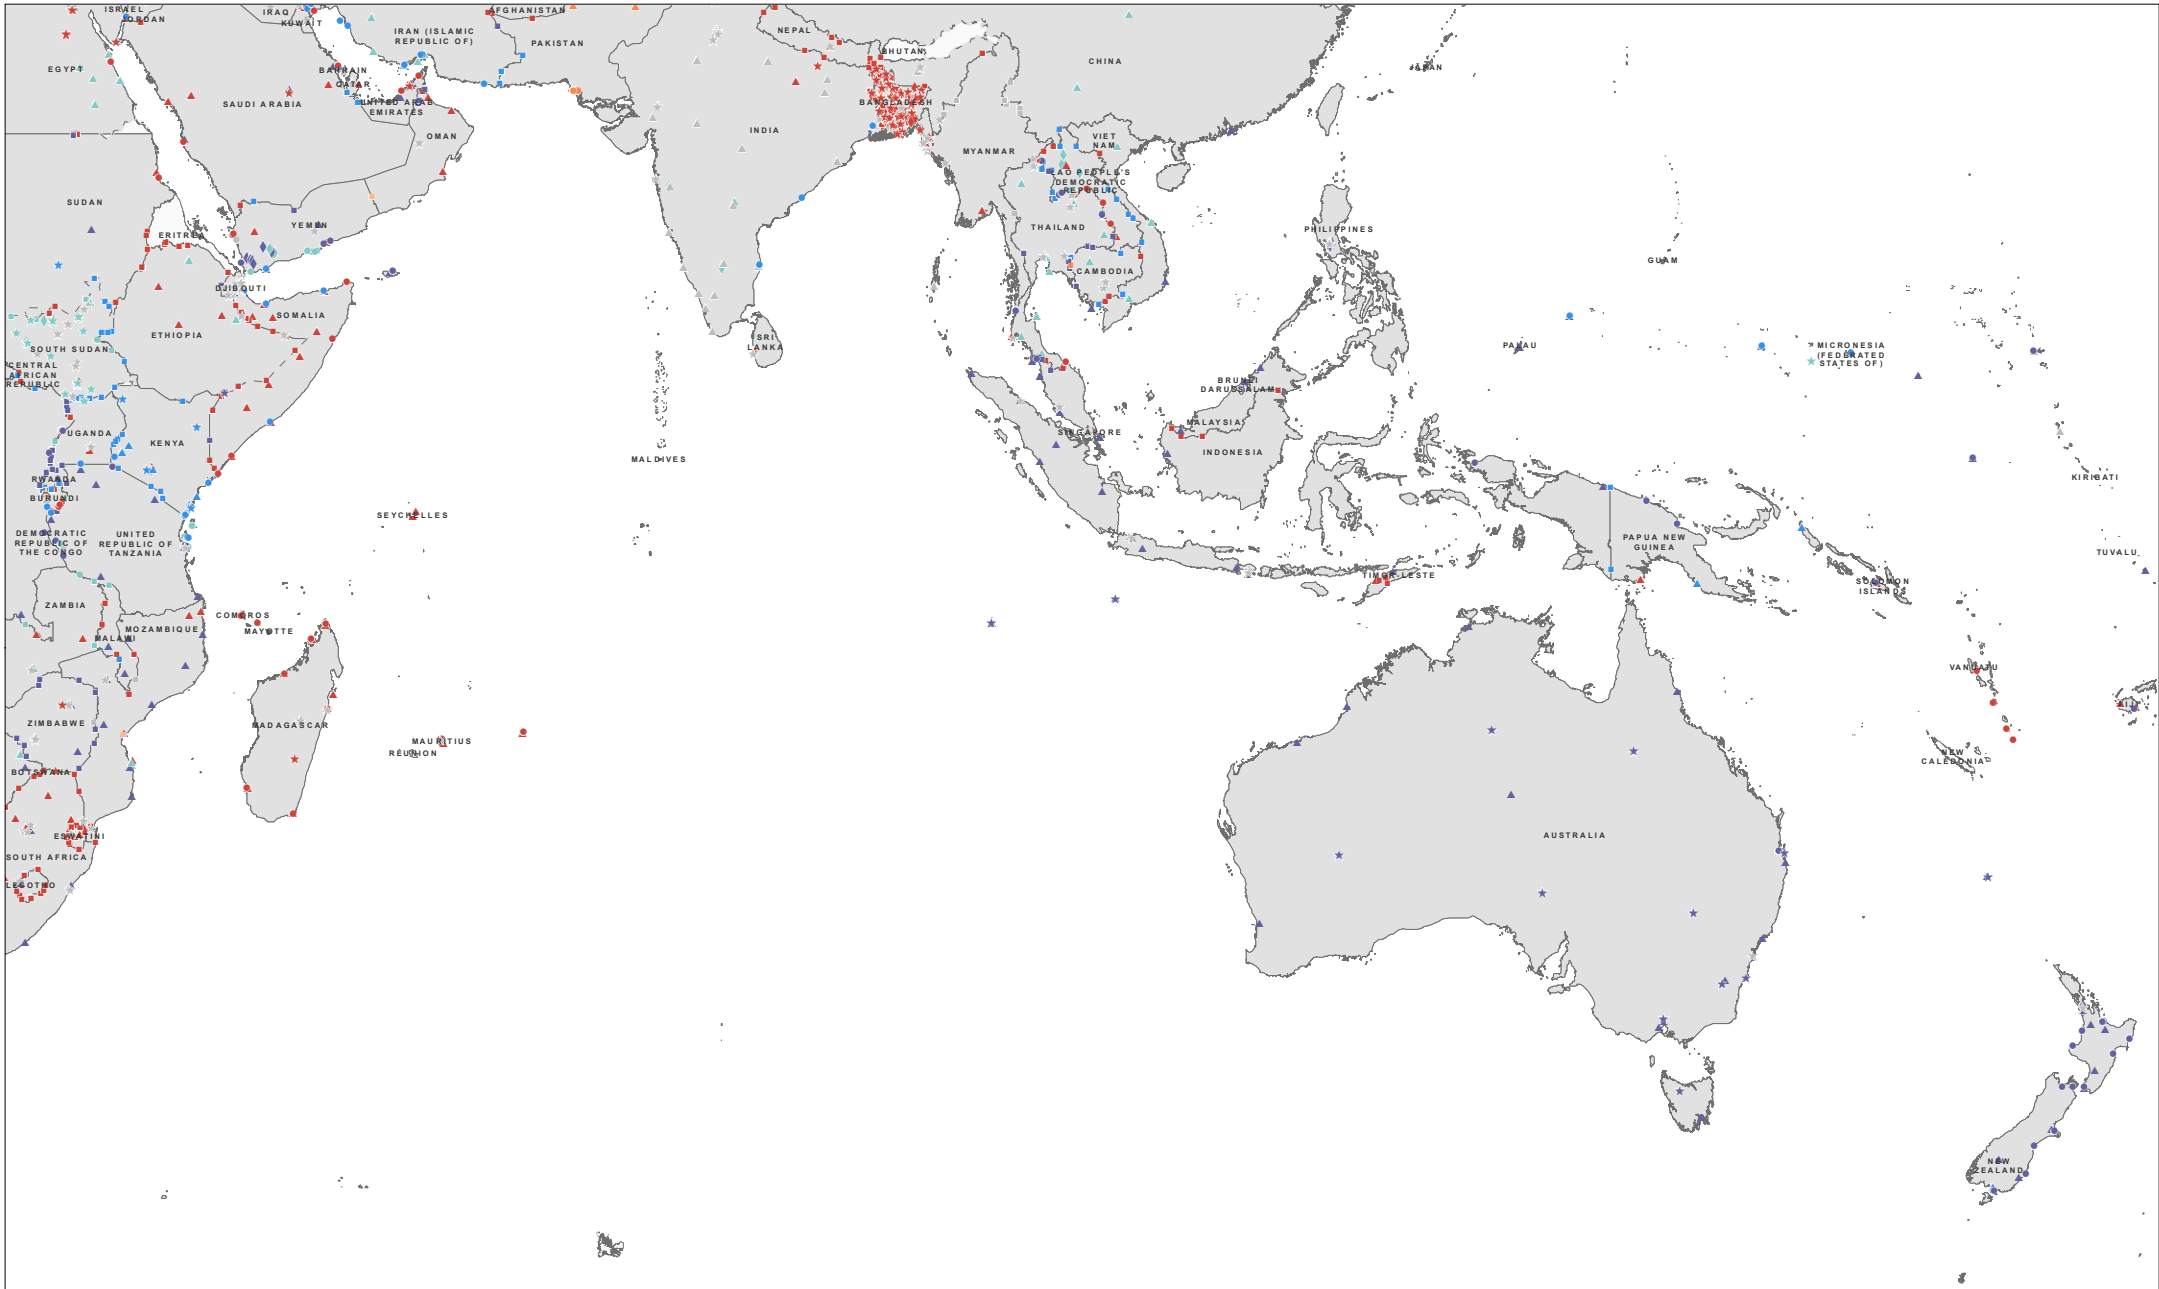 ISRAEL
JORDAN
IRAQ
KUWAIT
IRAN (ISLAMIC
REPUBLIC OF)
AFGHANISTAN
PAKISTAN
NEPAL
BHUTAN
CHINA
JAPAN
EGYPT
BAHRAIN
QATAR
SAUDI ARABIA
UNITED ARAB
EMIRATES
OMAN
BANGLADESH
INDIA
MYANMAR
VIET
NAM
LAO PEOPLE'S
DEMOCRATIC
REPUBLIC
SUDAN
ERITREA
YEMEN
THAILAND
PHILIPPINES
GUAM
CAMBODIA
DJIBOUTI
SOMALIA
ETHIOPIA
SRI
LANKA
SOUTH SUDAN
CENTRAL
AFRICAN
REPUBLIC
PALAU
MICRONESIA
(FEDERATED
STATES OF)
BRUNEI
DARUSSALAM
MALAYSIA
SINGAPORE
INDONESIA
UGANDA
KENYA
MALDIVES
KIRIBATI
RWANDA
BURUNDI
SEYCHELLES
DEMOCRATIC
REPUBLIC OF
THE CONGO
UNITED
REPUBLIC OF
TANZANIA
PAPUA NEW
GUINEA
TUVALU
TIMOR-LESTE
SOLOMON
ISLANDS
ZAMBIA
COMOROS
MAYOTTE
MALAWI
MOZAMBIQUE
VANUATU
FIJI
ZIMBABWE
MADAGASCAR
MAURITIUS
RÉUNION
NEW
CALEDONIA
BOTSWANA
ESWATINI
AUSTRALIA
SOUTH AFRICA
LESOTHO
NEW
ZEALAND